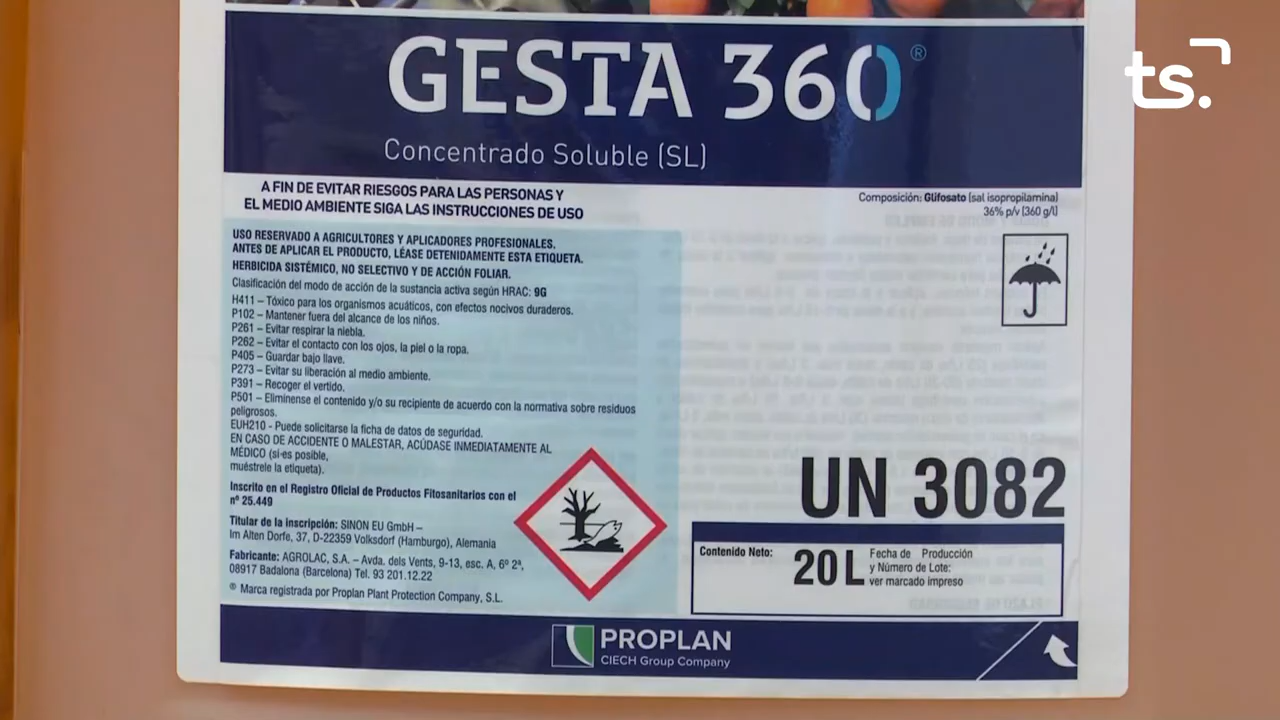 ts.
GESTA 360®
Concentrado Soluble (SL)
A FIN DE EVITAR RIESGOS PARA LAS PERSONAS Y
EL MEDIO AMBIENTE SIGA LAS INSTRUCCIONES DE USO
Composición: Glifosato (sal isopropilamina)
36% p/v (360 g/l)
USO RESERVADO A AGRICULTORES Y APLICADORES PROFESIONALES.
ANTES DE APLICAR EL PRODUCTO, LÉASE DETENIDAMENTE ESTA ETIQUETA.
HERBICIDA SISTÉMICO, NO SELECTIVO Y DE ACCIÓN FOLIAR.
Clasificación del modo de acción de la sustancia activa según HRAC: 9G
H411 – Tóxico para los organismos acuáticos, con efectos nocivos duraderos.
P102 – Mantener fuera del alcance de los niños.
P261 – Evitar respirar la niebla.
P262 – Evitar el contacto con los ojos, la piel o la ropa.
P405 – Guardar bajo llave.
P273 – Evitar su liberación al medio ambiente.
P391 – Recoger el vertido.
P501 – Elimínense el contenido y/o su recipiente de acuerdo con la normativa sobre residuos
peligrosos.
EUH210 - Puede solicitarse la ficha de datos de seguridad.
EN CASO DE ACCIDENTE O MALESTAR, ACÚDASE INMEDIATAMENTE AL
MÉDICO (si es posible,
muéstrele la etiqueta).
Inscrito en el Registro Oficial de Productos Fitosanitarios con el
nº 25.449
Titular de la inscripción: SINON EU GmbH –
Im Alten Dorfe, 37, D-22359 Volksdorf (Hamburgo), Alemania
Fabricante: AGROLAC, S.A. – Avda. dels Vents, 9-13, esc. A, 6º 2ª,
08917 Badalona (Barcelona) Tel. 93 201.12.22
® Marca registrada por Proplan Plant Protection Company, S.L.
UN 3082
Contenido Neto: 20 L
Fecha de Producción
y Número de Lote:
ver marcado impreso
PROPLAN
CIECH Group Company